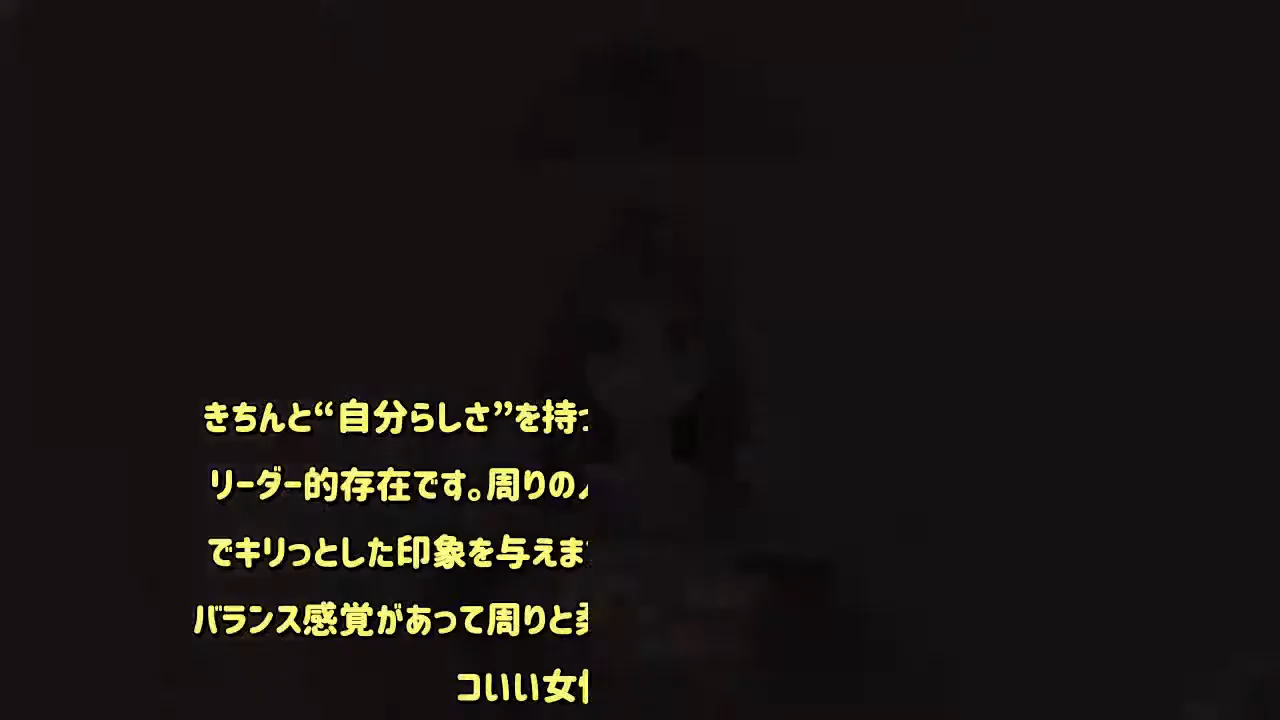 きちんと“自分らしさ”を持つ
リーダー的存在です。周りの
でキリっとした印象を与えま
バランス感覚があって周りと
コいい女